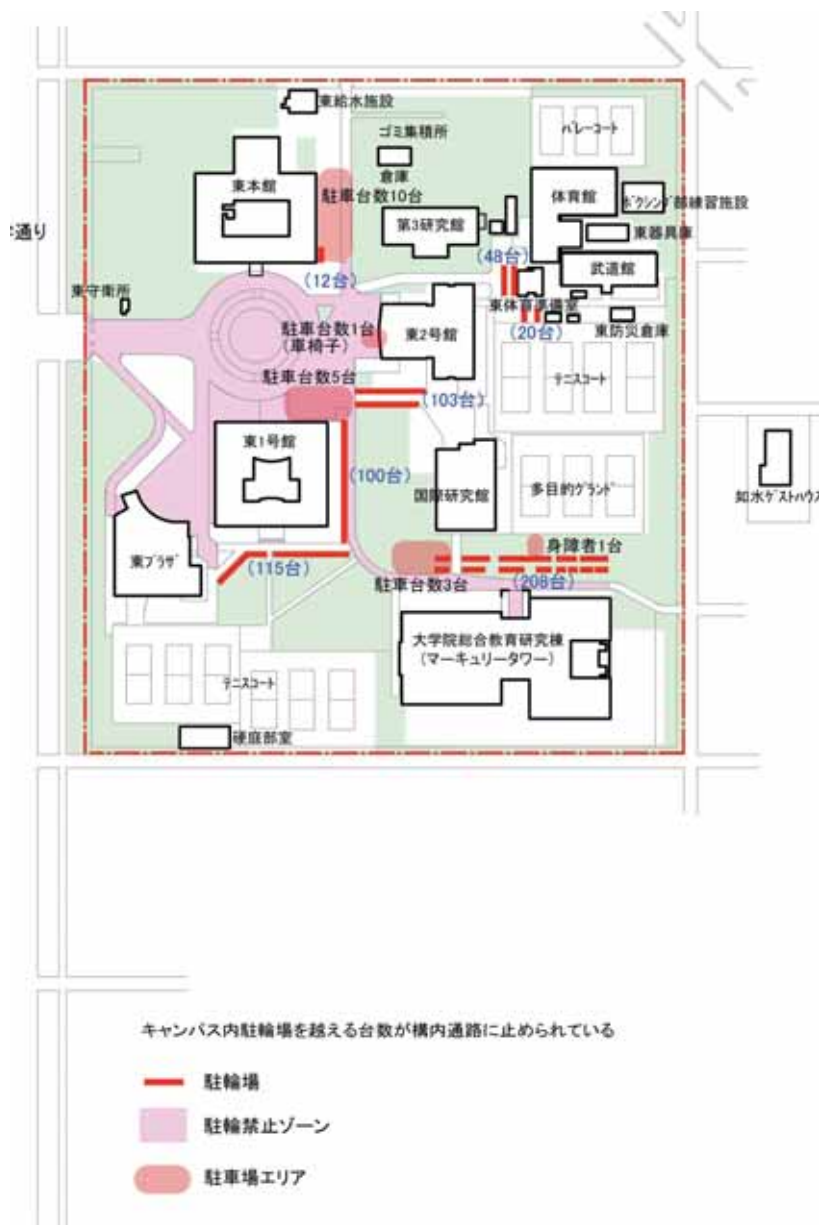 東給水施設
ゴミ集積所
バレーコート
倉庫
東本館
駐車台数10台
体育館
ボクシング部練習施設
第3研究館
通り
東器具庫
(48台)
武道館
(12台)
東守衛所
東体育準備室
駐車台数1台
(車椅子)
東2号館
(20台)
東防災倉庫
駐車台数5台
テニスコート
(103台)
東1号館
(100台)
国際研究館
多目的グランド
如水ゲストハウス
身障者1台
東プラザ
(115台)
駐車台数3台
(208台)
大学院総合教育研究棟
(マーキュリータワー)
テニスコート
硬庭部室
キャンパス内駐輪場を越える台数が構内通路に止められている
駐輪場
駐輪禁止ゾーン
駐車場エリア